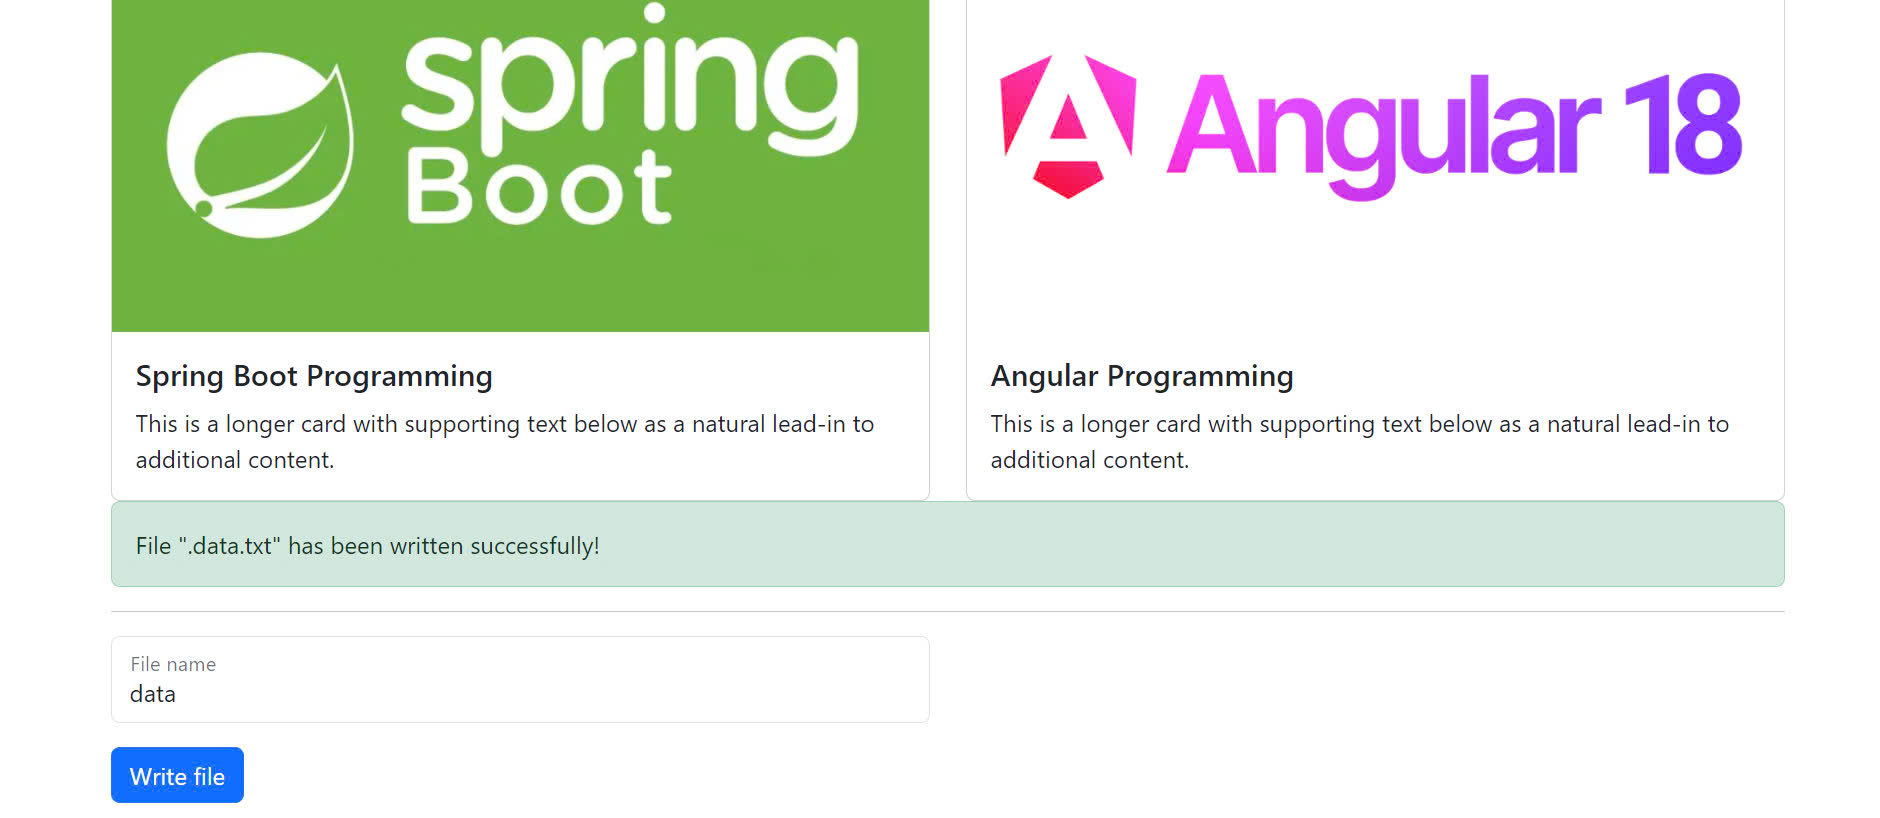 spring
Boot
Angular 18
Spring Boot Programming
This is a longer card with supporting text below as a natural lead-in to
additional content.
Angular Programming
This is a longer card with supporting text below as a natural lead-in to
additional content.
File ".data.txt" has been written successfully!
File name
data
Write file